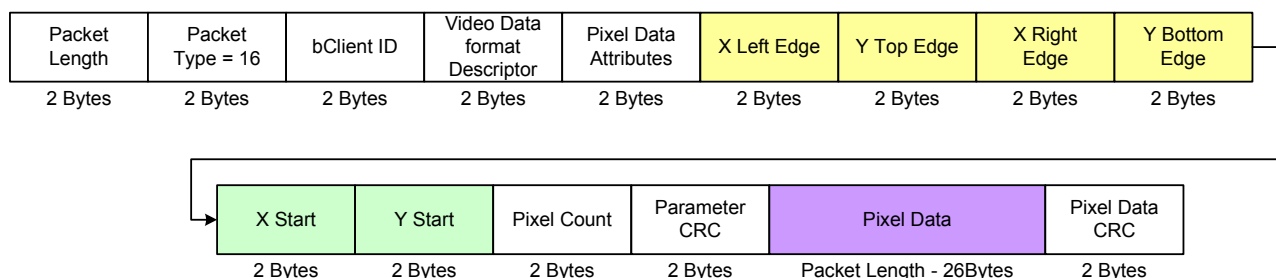 Packet
Length
Packet
Type = 16
bClient ID
Video Data
format
Descriptor
Pixel Data
Attributes
X Left Edge
Y Top Edge
X Right
Edge
Y Bottom
Edge
2 Bytes
2 Bytes
2 Bytes
2 Bytes
2 Bytes
2 Bytes
2 Bytes
2 Bytes
2 Bytes
X Start
Y Start
Pixel Count
Parameter
CRC
Pixel Data
Pixel Data
CRC
2 Bytes
2 Bytes
2 Bytes
2 Bytes
Packet Length - 26Bytes
2 Bytes